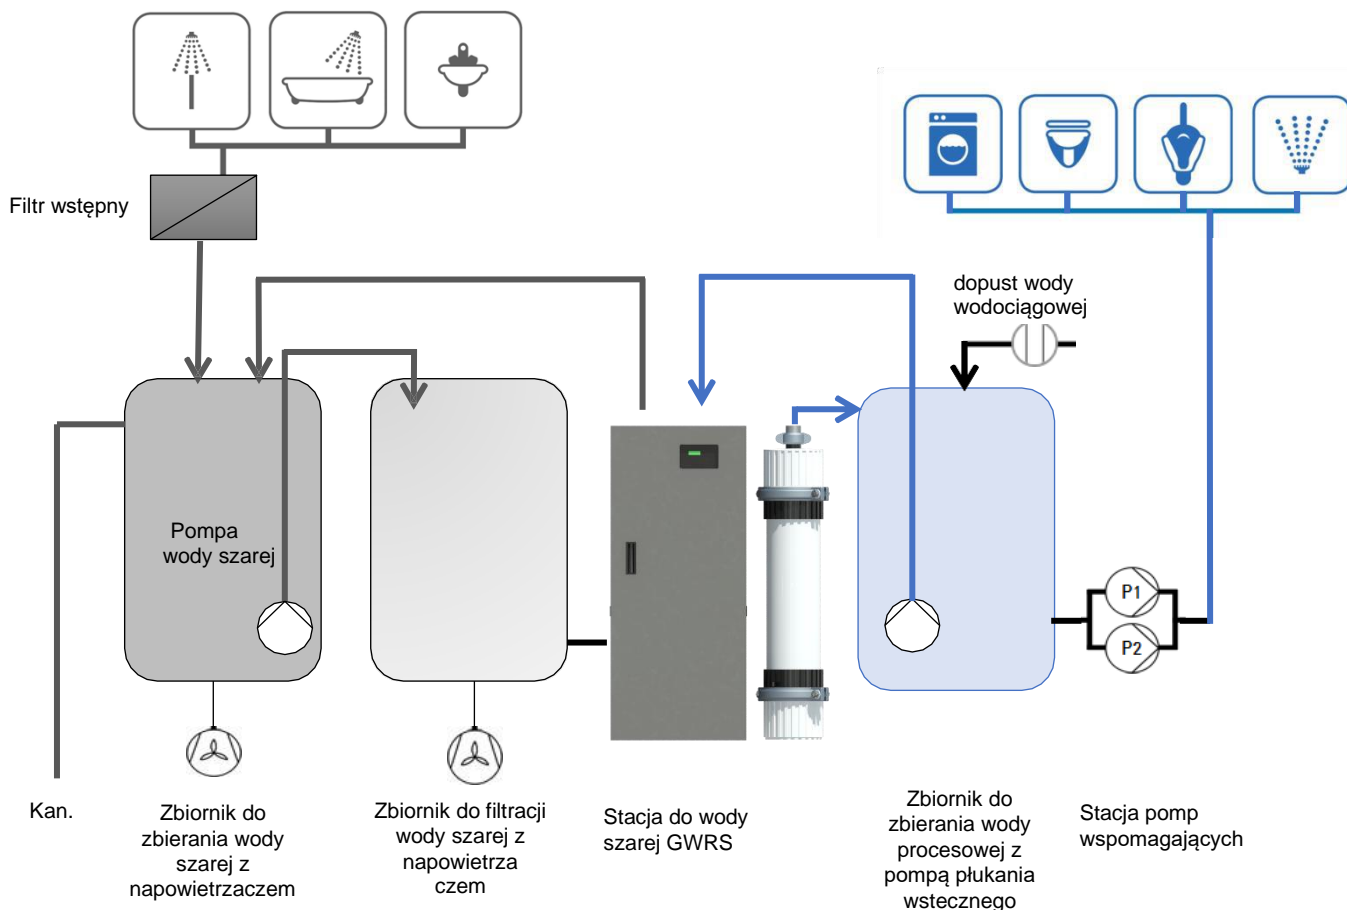 Filtr wstępny
dopust wody
wodociągowej
Pompa
wody szarej
P1
P2
Kan.
Zbiornik do
zbierania wody
szarej z
napowietrzaczem
Zbiornik do filtracji
wody szarej z
napowietrza
czem
Stacja do wody
szarej GWRS
Zbiornik do
zbierania wody
procesowej z
pompą płukania
wstecznego
Stacja pomp
wspomagających